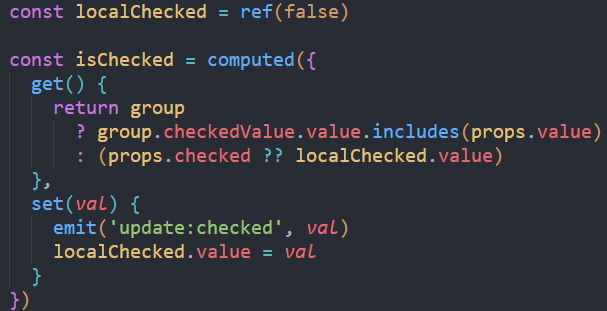 const localChecked = ref(false)

const isChecked = computed({
  get() {
    return group
      ? group.checkedValue.value.includes(props.value)
      : (props.checked ?? localChecked.value)
  },
  set(val) {
    emit('update:checked', val)
    localChecked.value = val
  }
})